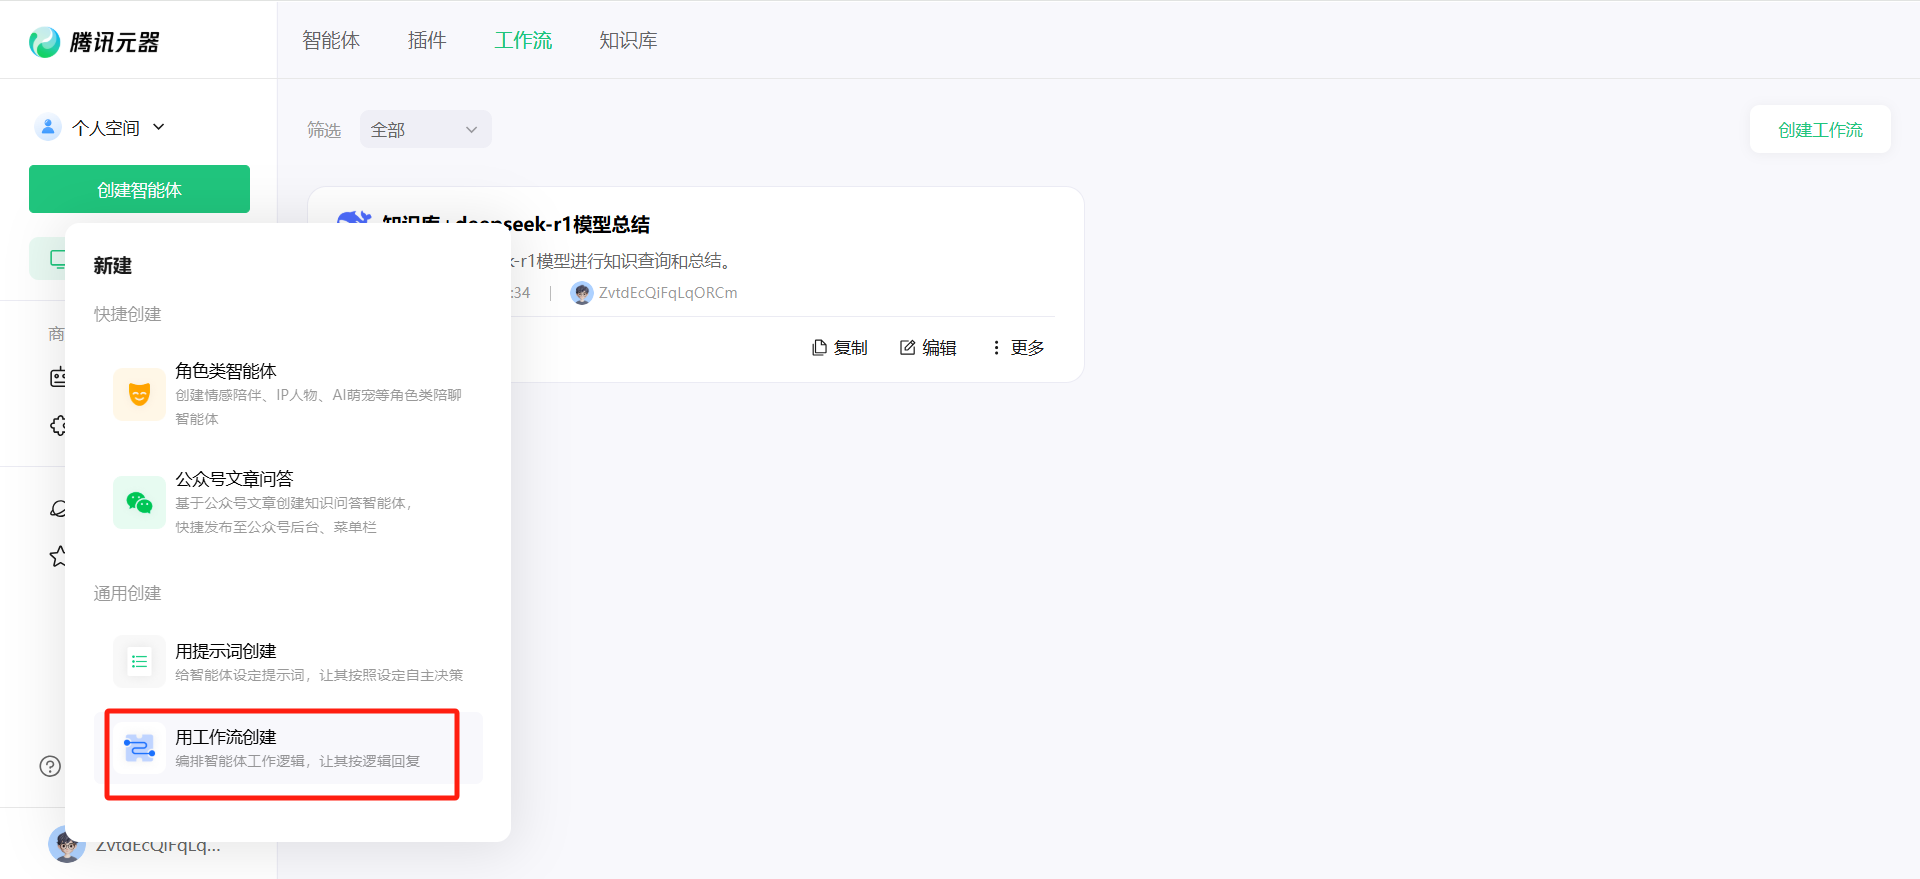 腾讯元器
智能体
插件
工作流
知识库
个人空间
筛选
全部
创建工作流
创建智能体
知识库+deepseek-r1模型总结
-r1模型进行知识查询和总结。
:34
ZvtdEcQiFqLqORCm
复制
编辑
更多
商
新建
快捷创建
角色类智能体
创建情感陪伴、IP人物、AI萌宠等角色类陪聊
智能体
公众号文章问答
基于公众号文章创建知识问答智能体，
快捷发布至公众号后台、菜单栏
通用创建
用提示词创建
给智能体设定提示词，让其按照设定自主决策
用工作流创建
编排智能体工作逻辑，让其按逻辑回复
ZvtdEcQiFqLq...